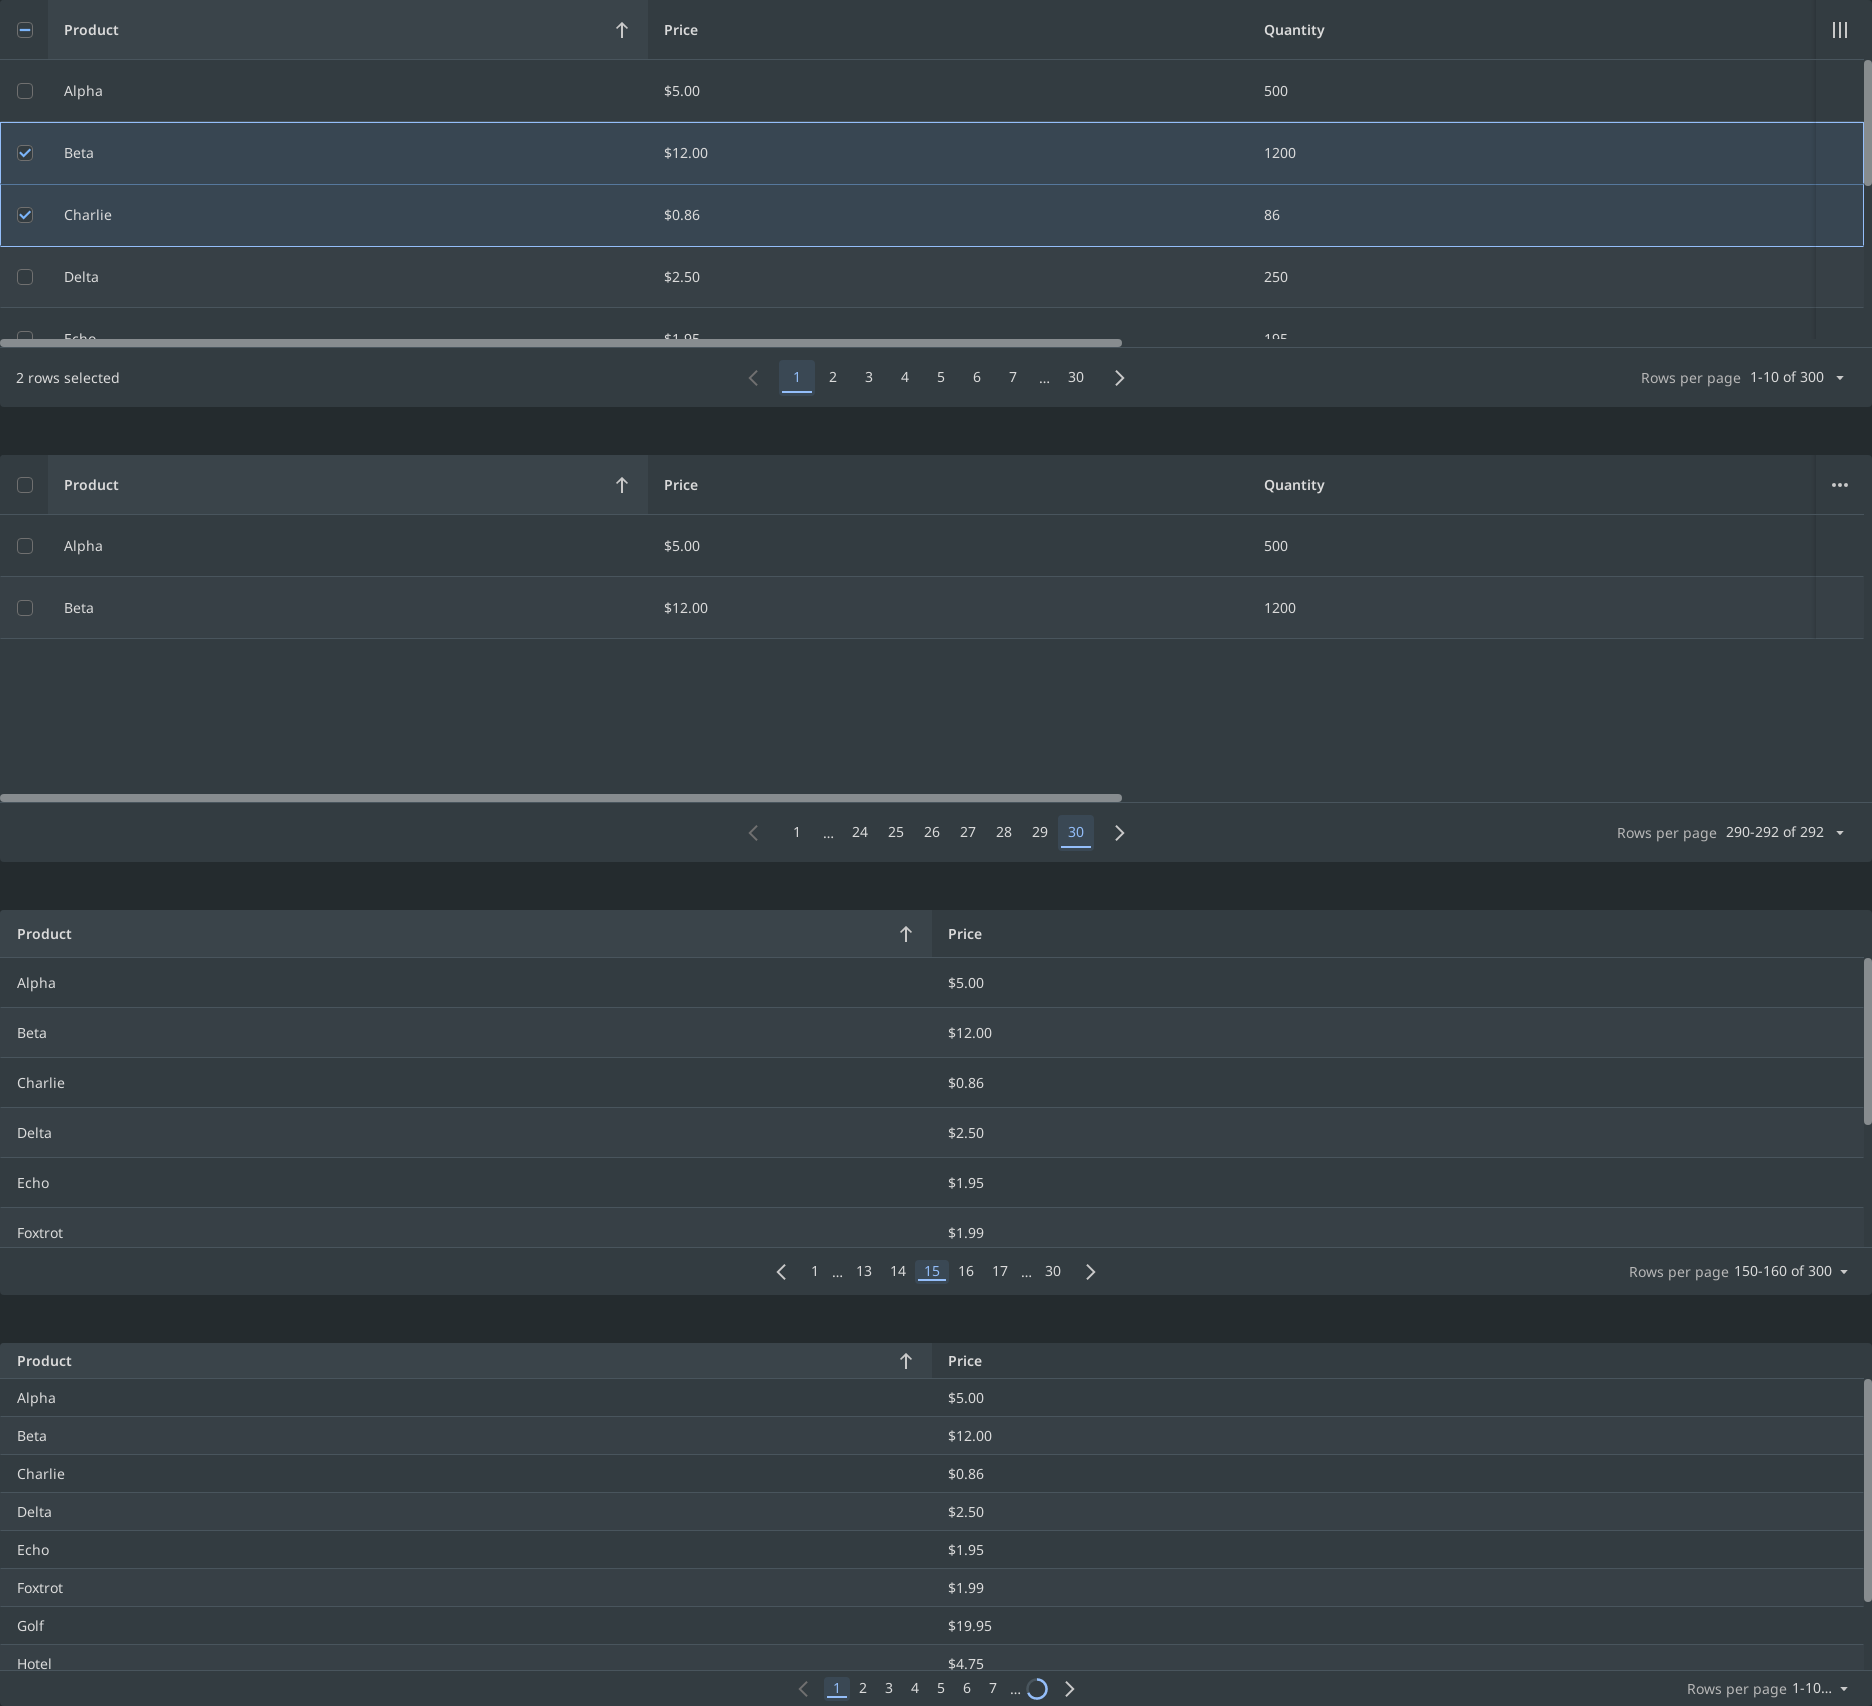 Product Price Quantity
Alpha $5.00 500
Beta $12.00 1200
Charlie $0.86 86
Delta $2.50 250
Echo $1.95 195
2 rows selected 1 2 3 4 5 6 7 ... 30 Rows per page 1-10 of 300
Product Price Quantity
Alpha $5.00 500
Beta $12.00 1200
1 ... 24 25 26 27 28 29 30 Rows per page 290-292 of 292
Product Price
Alpha $5.00
Beta $12.00
Charlie $0.86
Delta $2.50
Echo $1.95
Foxtrot $1.99
1 ... 13 14 15 16 17 ... 30 Rows per page 150-160 of 300
Product Price
Alpha $5.00
Beta $12.00
Charlie $0.86
Delta $2.50
Echo $1.95
Foxtrot $1.99
Golf $19.95
Hotel $4.75
1 2 3 4 5 6 7 ... Rows per page 1-10...